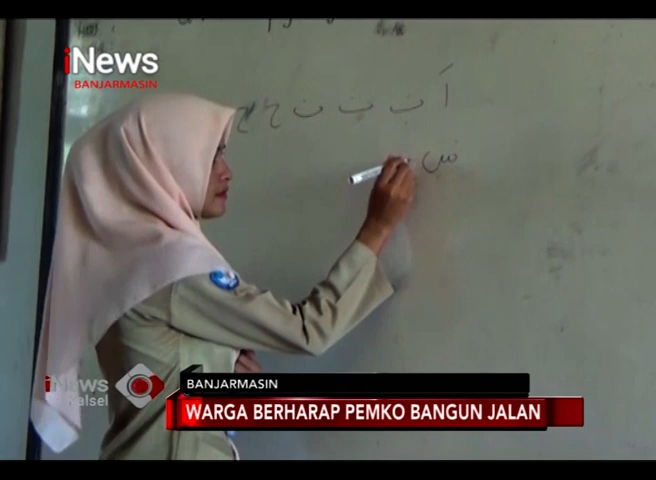 iNews
BANJARMASIN
أ ب ت ث ج ح
س
iNews
Kalsel
BANJARMASIN
WARGA BERHARAP PEMKO BANGUN JALAN